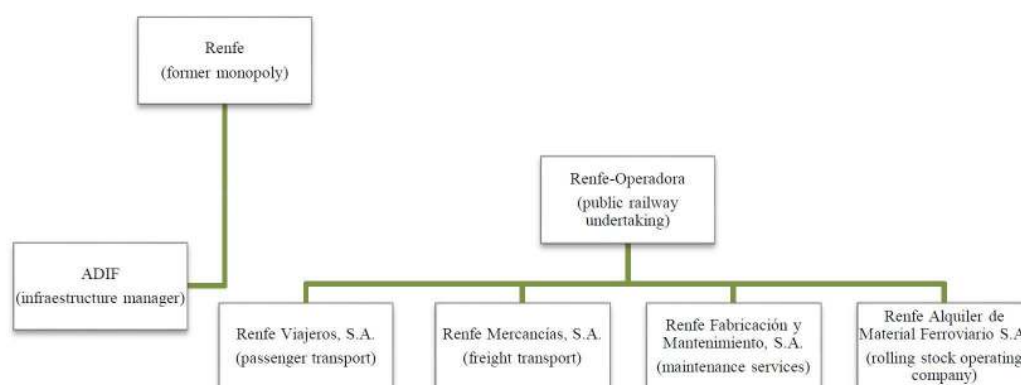 Renfe
(former monopoly)
Renfe-Operadora
(public railway
undertaking)
ADIF
(infraestructure manager)
Renfe Viajeros, S.A.
(passenger transport)
Renfe Mercancías, S.A.
(freight transport)
Renfe Fabricación y
Mantenimiento, S.A.
(maintenance services)
Renfe Alquiler de
Material Ferroviario S.A
(rolling stock operating
company)